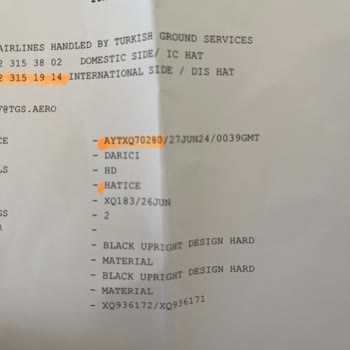 AIRLINES HANDLED BY TURKISH GROUND SERVICES
2 315 38 02 DOMESTIC SIDE/ IC HAT
2 315 19 14 INTERNATIONAL SIDE / DIS HAT
F@TGS.AERO
CE - AYTXQ70280/27JUN24/0039GMT
- DARICI
LS - HD
- HATICE
- XQ183/26JUN
GS - 2
R -
- BLACK UPRIGHT DESIGN HARD
- MATERIAL
- BLACK UPRIGHT DESIGN HARD
- MATERIAL
- XQ936172/XQ936171